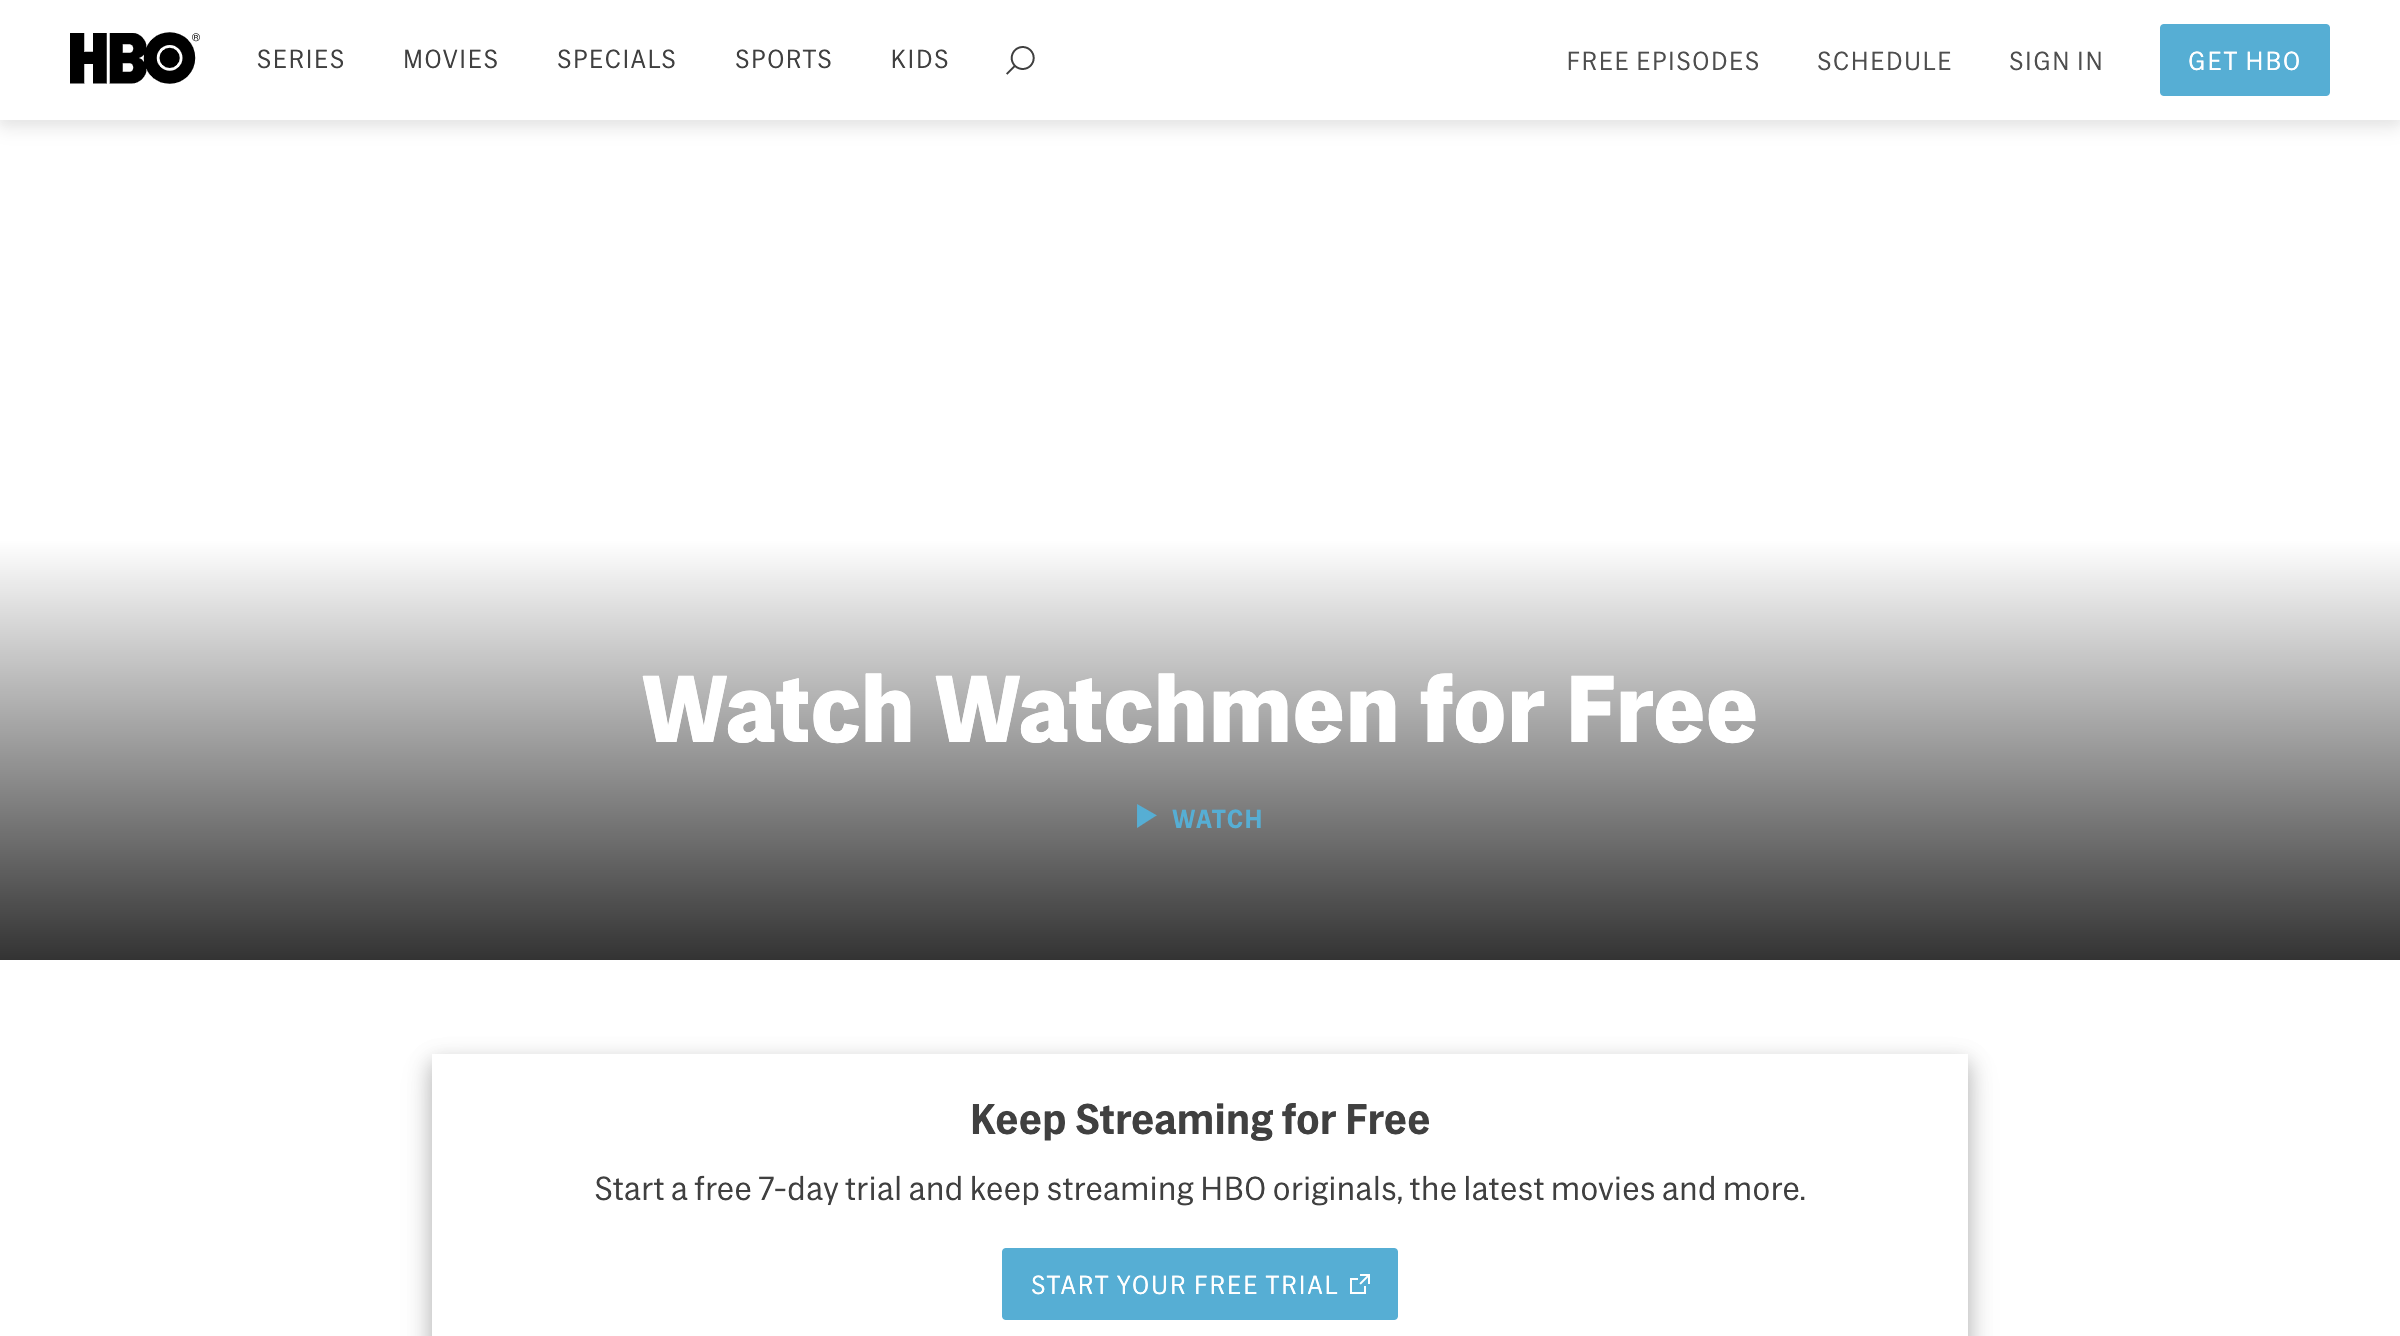 HBO®
SERIES
MOVIES
SPECIALS
SPORTS
KIDS
FREE EPISODES
SCHEDULE
SIGN IN
GET HBO
Watch Watchmen for Free
WATCH
Keep Streaming for Free
Start a free 7-day trial and keep streaming HBO originals, the latest movies and more.
START YOUR FREE TRIAL